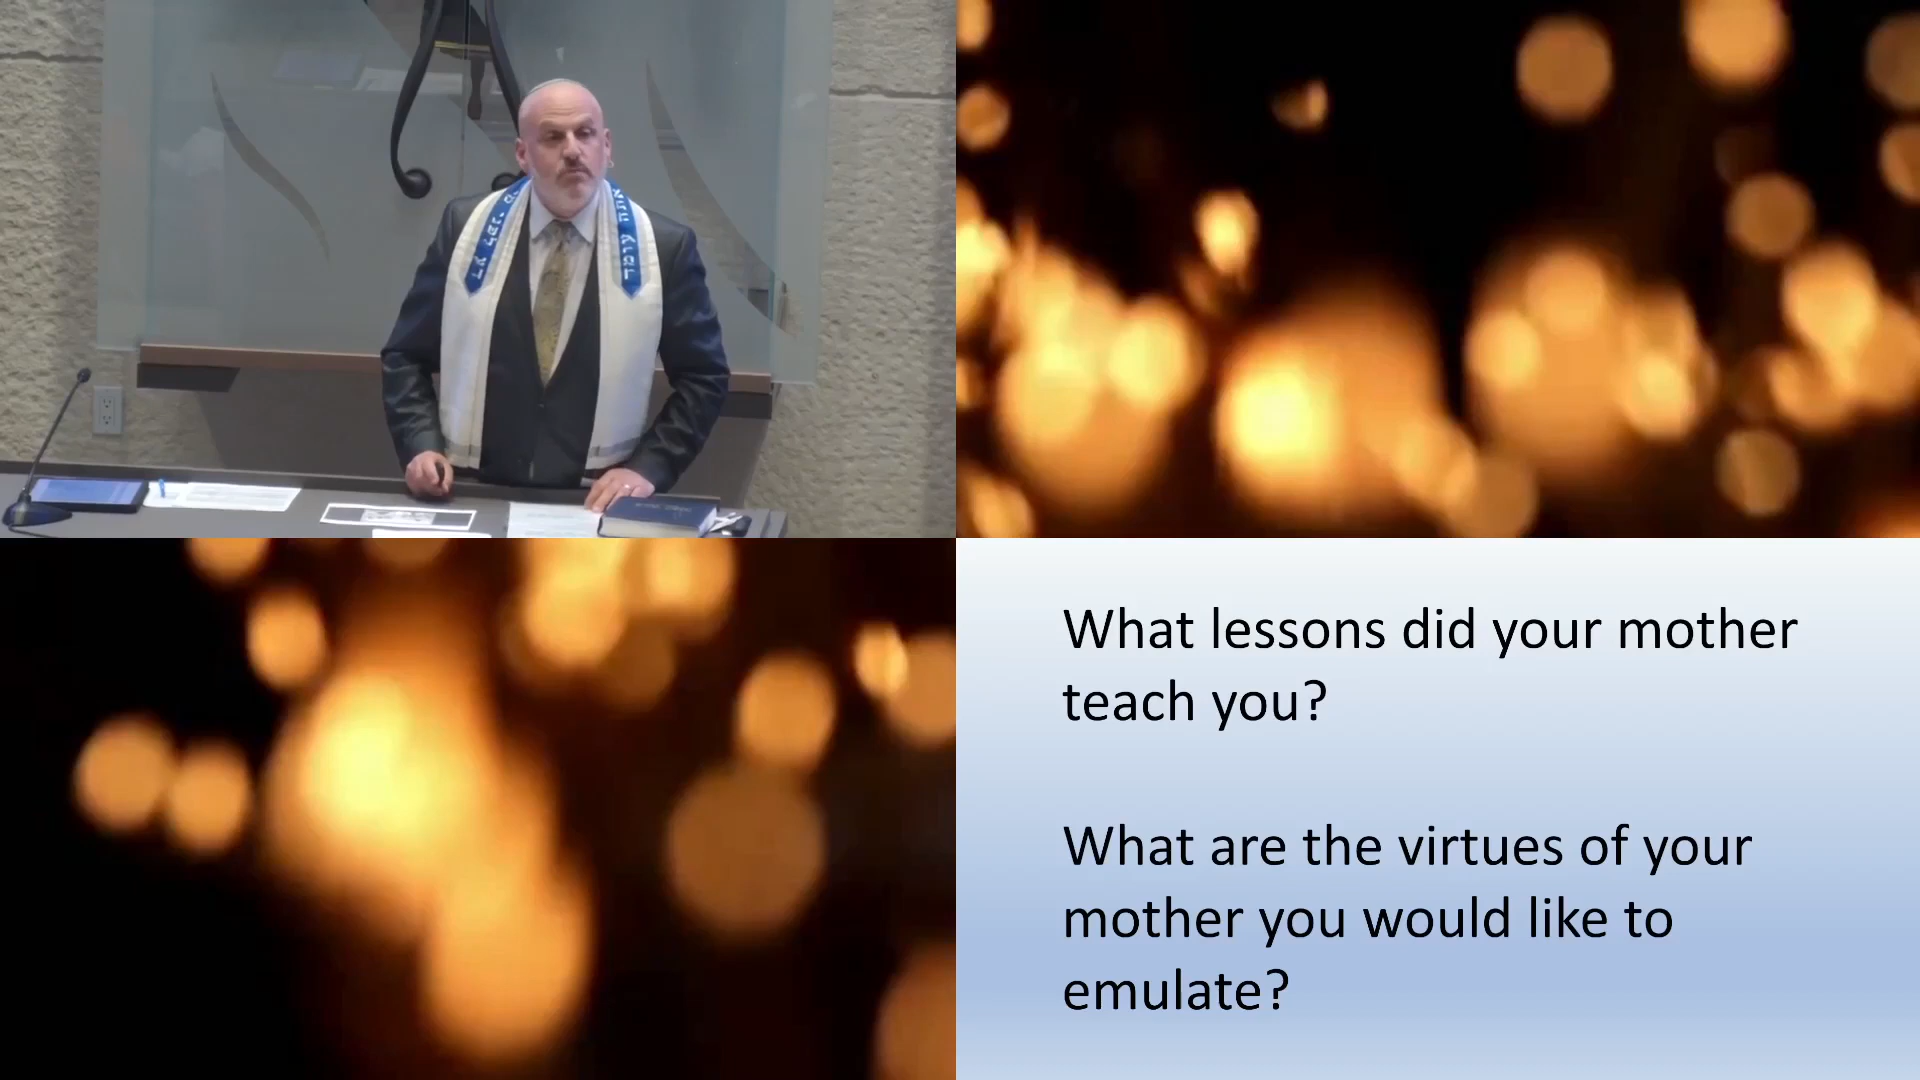 What lessons did your mother
teach you?
What are the virtues of your
mother you would like to
emulate?